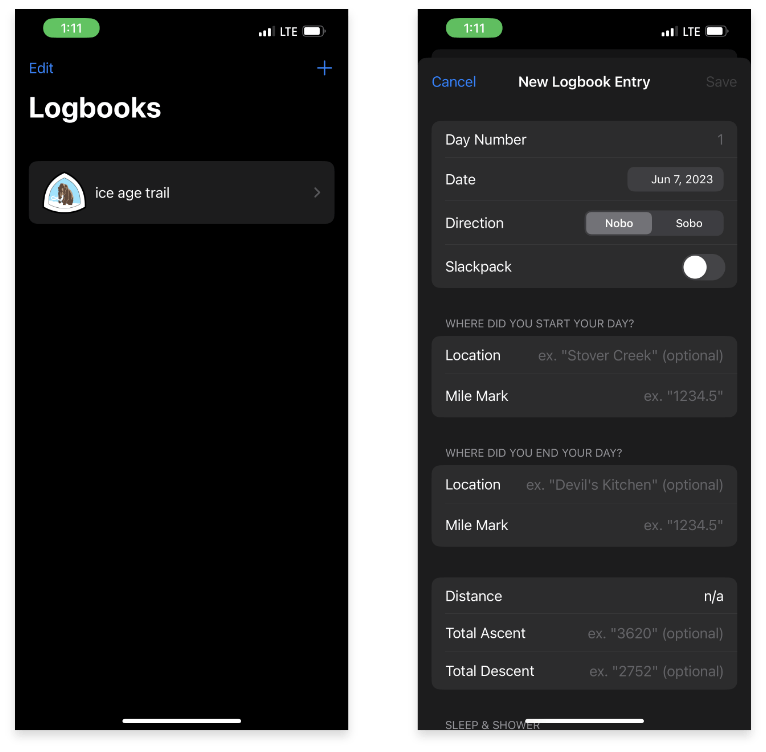 1:11
LTE
Edit
+
Logbooks
ice age trail
1:11
LTE
Cancel New Logbook Entry Save
Day Number 1
Date Jun 7, 2023
Direction Nobo Sobo
Slackpack
WHERE DID YOU START YOUR DAY?
Location ex. "Stover Creek" (optional)
Mile Mark ex. "1234.5"
WHERE DID YOU END YOUR DAY?
Location ex. "Devil's Kitchen" (optional)
Mile Mark ex. "1234.5"
Distance n/a
Total Ascent ex. "3620" (optional)
Total Descent ex. "2752" (optional)
SLEEP & SHOWER